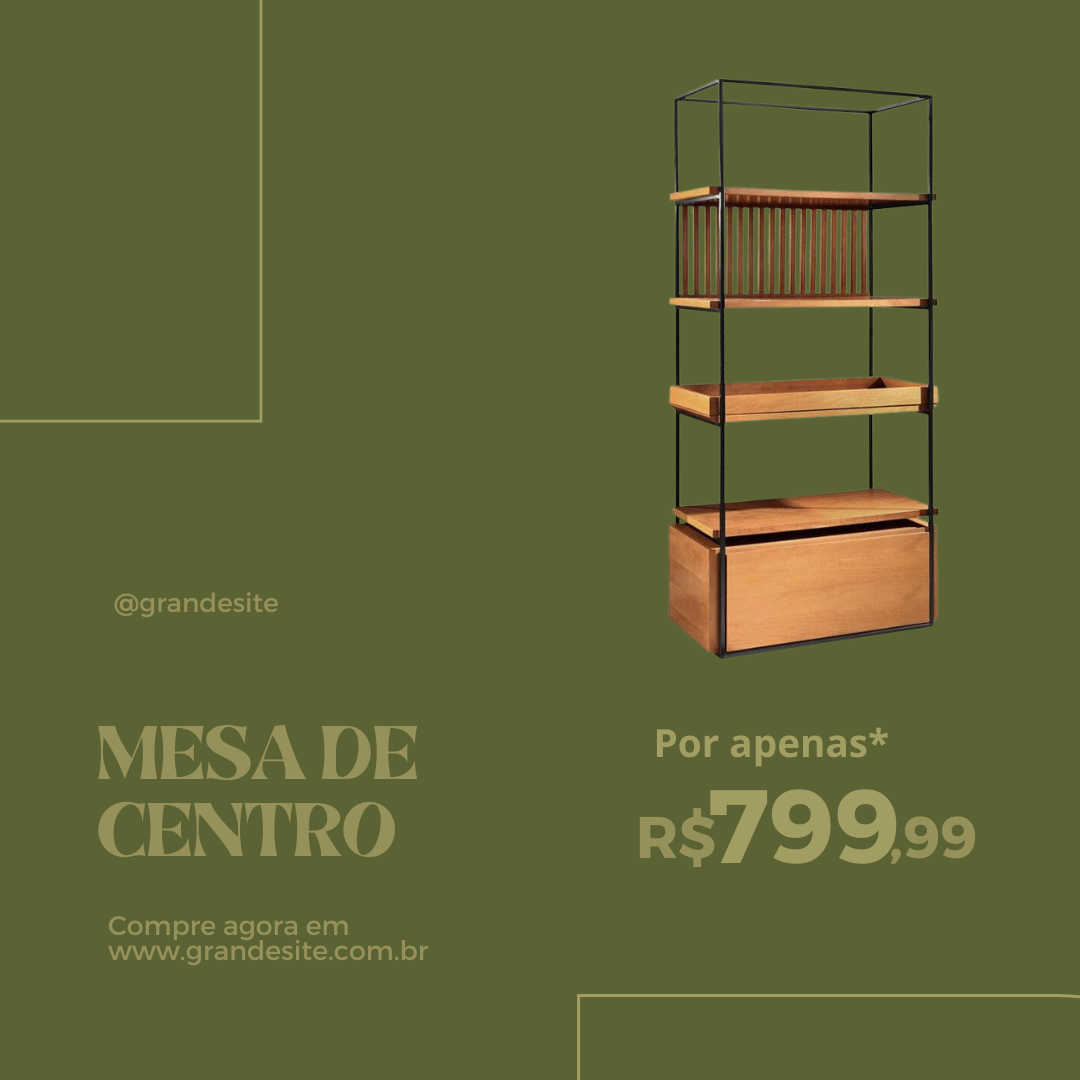 @grandesite
MESA DE
CENTRO
Compre agora em
www.grandesite.com.br
Por apenas*
R$799,99